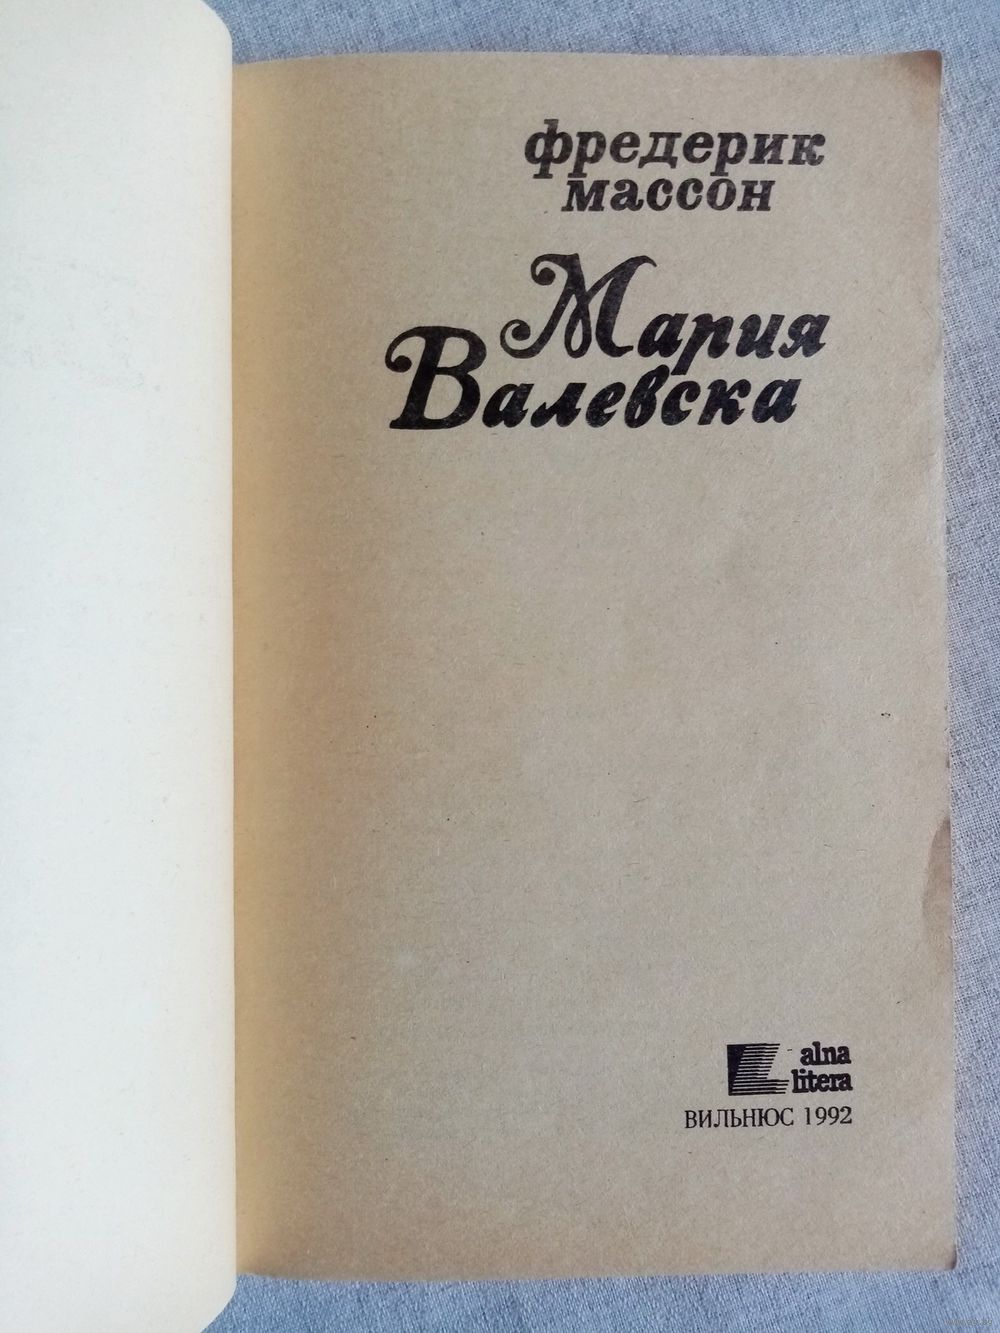 фредерик
массон
Мария
Валевска
alna
litera
ВИЛЬНЮС 1992